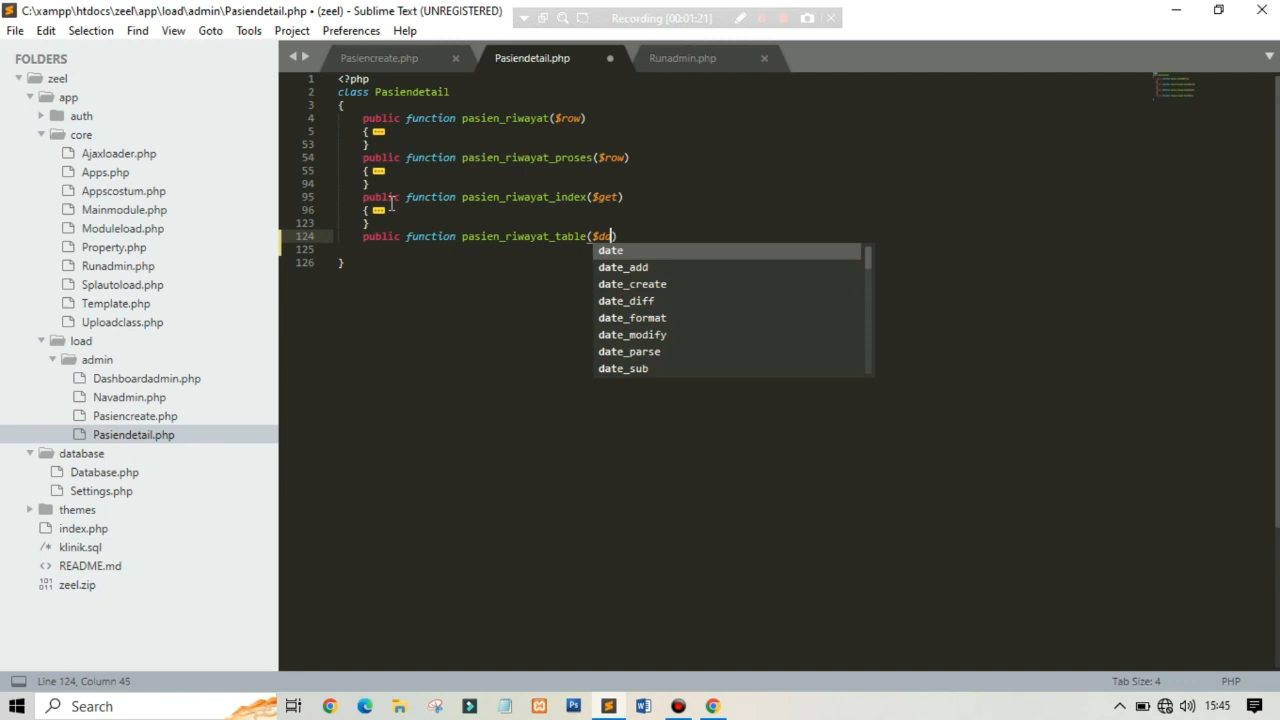 C:\xampp\htdocs\zeel\app\load\admin\Pasiendetail.php • (zeel) - Sublime Text (UNREGISTERED)
Recording [00:01:21]
File Edit Selection Find View Goto Tools Project Preferences Help
FOLDERS
zeel
app
auth
core
Ajaxloader.php
Apps.php
Appscostum.php
Mainmodule.php
Moduleload.php
Property.php
Runadmin.php
Splautoload.php
Template.php
Uploadclass.php
load
admin
Dashboardadmin.php
Navadmin.php
Pasiencreate.php
Pasiendetail.php
database
Database.php
Settings.php
themes
index.php
/* klinik.sql
<> README.md
zeel.zip
Pasiencreate.php Pasiendetail.php Runadmin.php
1 <?php
2 class Pasiendetail
3 {
4 public function pasien_riwayat($row)
5 {
53 }
54 public function pasien_riwayat_proses($row)
55 {
94 }
95 public function pasien_riwayat_index($get)
96 {
123 }
124 public function pasien_riwayat_table($da)
125
126 }
date
date_add
date_create
date_diff
date_format
date_modify
date_parse
date_sub
Line 124, Column 45 Tab Size: 4 PHP
Search 15:45